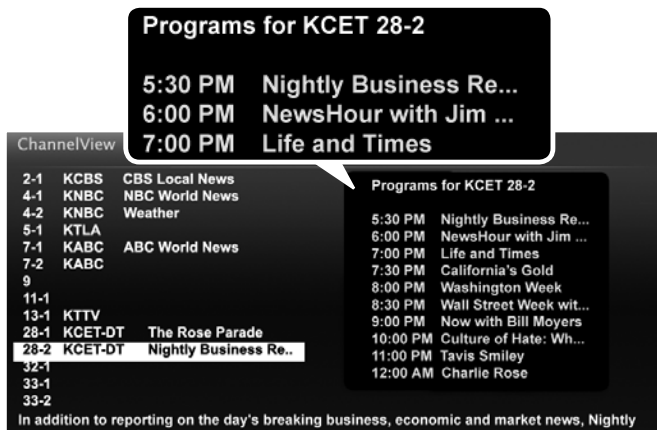 Programs for KCET 28-2
5:30 PM Nightly Business Re...
6:00 PM NewsHour with Jim ...
7:00 PM Life and Times
ChannelView
2-1 KCBS CBS Local News
4-1 KNBC NBC World News
4-2 KNBC Weather
5-1 KTLA
7-1 KABC ABC World News
7-2 KABC
9
11-1
13-1 KTTV
28-1 KCET-DT The Rose Parade
28-2 KCET-DT Nightly Business Re..
32-1
33-1
33-2
Programs for KCET 28-2
5:30 PM Nightly Business Re...
6:00 PM NewsHour with Jim ...
7:00 PM Life and Times
7:30 PM California's Gold
8:00 PM Washington Week
8:30 PM Wall Street Week wit...
9:00 PM Now with Bill Moyers
10:00 PM Culture of Hate: Wh...
11:00 PM Tavis Smiley
12:00 AM Charlie Rose
In addition to reporting on the day's breaking business, economic and market news, Nightly